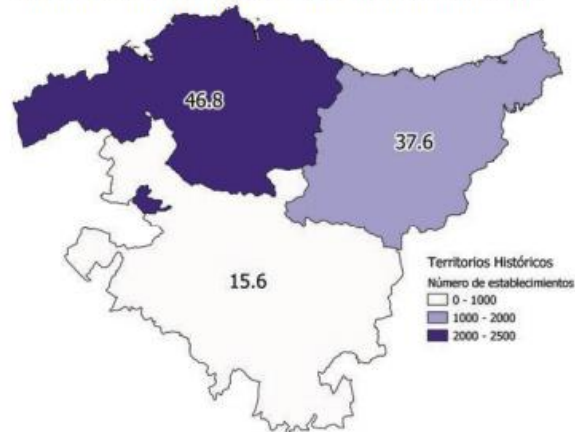 46.8
37.6
15.6
Territorios Históricos
Número de establecimientos
0 - 1000
1000 - 2000
2000 - 2500